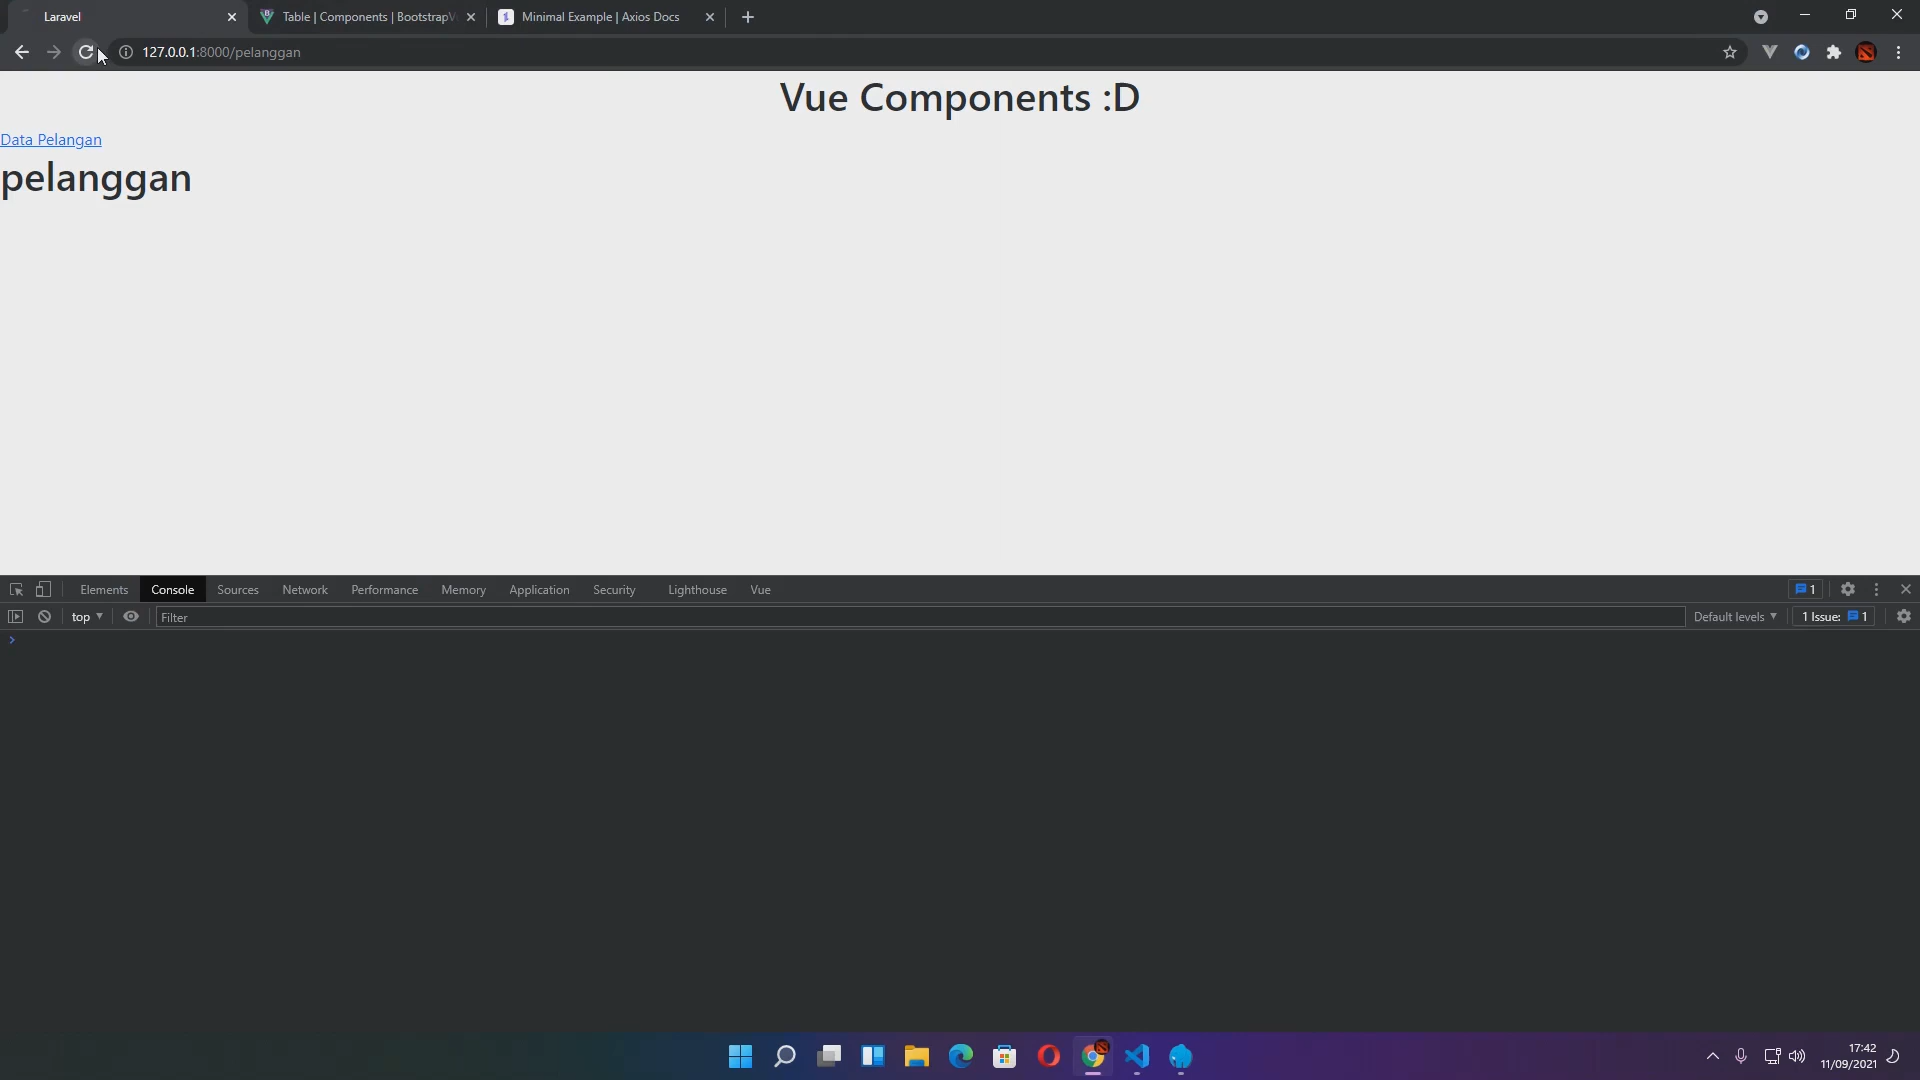 Laravel
Table | Components | BootstrapV
Minimal Example | Axios Docs
127.0.0.1:8000/pelanggan
Vue Components :D
Data Pelangan
pelanggan
Elements
Console
Sources
Network
Performance
Memory
Application
Security
Lighthouse
Vue
1
top
Filter
Default levels
1 Issue:
1
17:42
11/09/2021